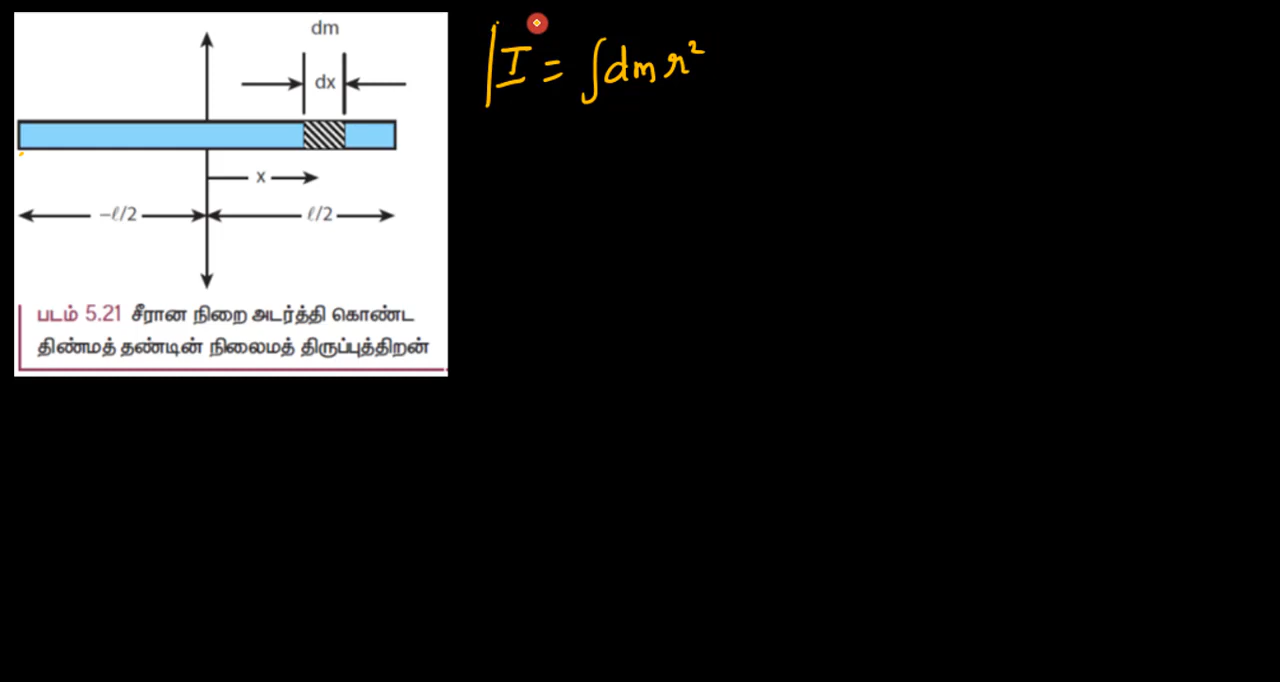 dm
dx
x
−ℓ/2
ℓ/2
படம் 5.21 சீரான நிறை அடர்த்தி கொண்ட
திண்மத் தண்டின் நிலைமத் திருப்புத்திறன்
I = ∫dm r²